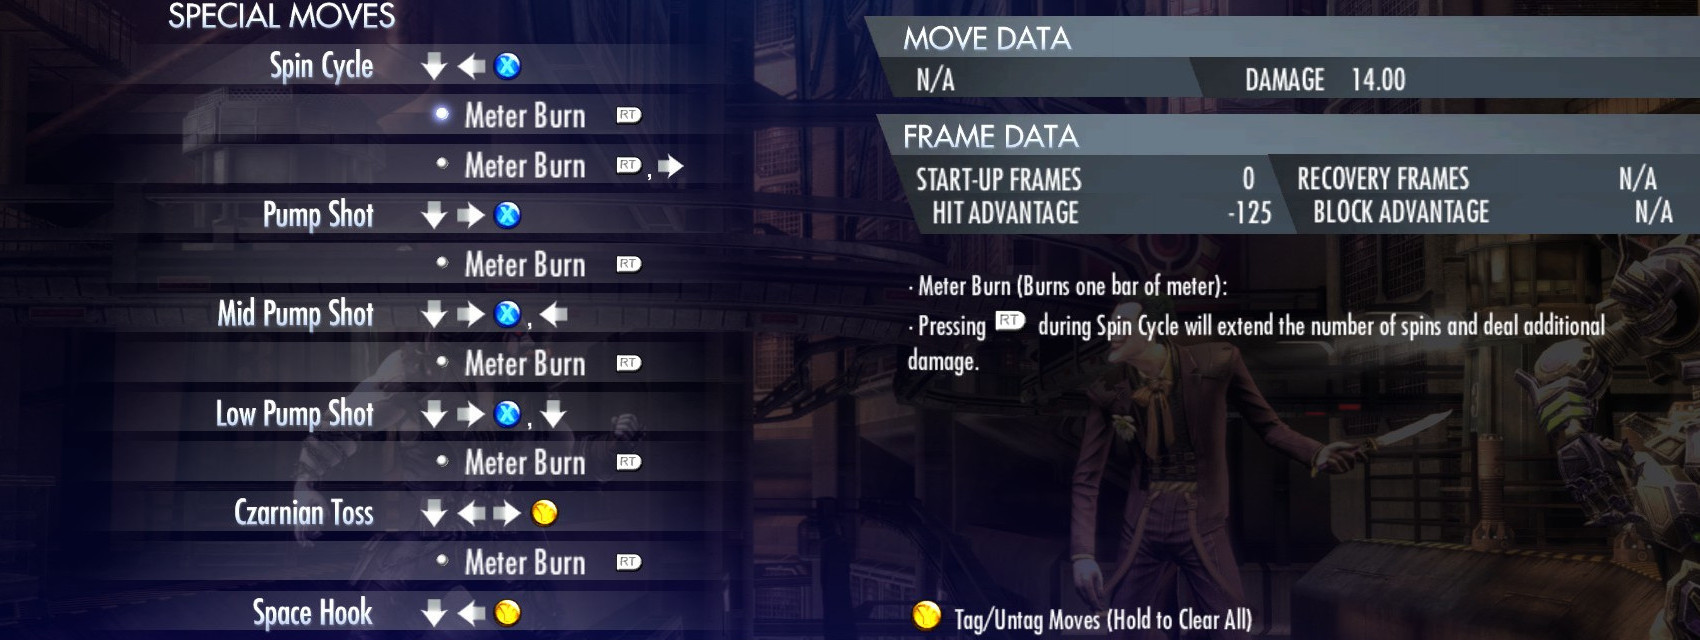 SPECIAL MOVES
Spin Cycle X
Meter Burn RT
Meter Burn RT ,
Pump Shot X
Meter Burn RT
Mid Pump Shot X ,
Meter Burn RT
Low Pump Shot X ,
Meter Burn RT
Czarnian Toss Y
Meter Burn RT
Space Hook Y
MOVE DATA
N/A DAMAGE 14.00
FRAME DATA
START-UP FRAMES 0 RECOVERY FRAMES N/A
HIT ADVANTAGE -125 BLOCK ADVANTAGE N/A
· Meter Burn (Burns one bar of meter):
· Pressing RT during Spin Cycle will extend the number of spins and deal additional
damage.
Y Tag/Untag Moves (Hold to Clear All)